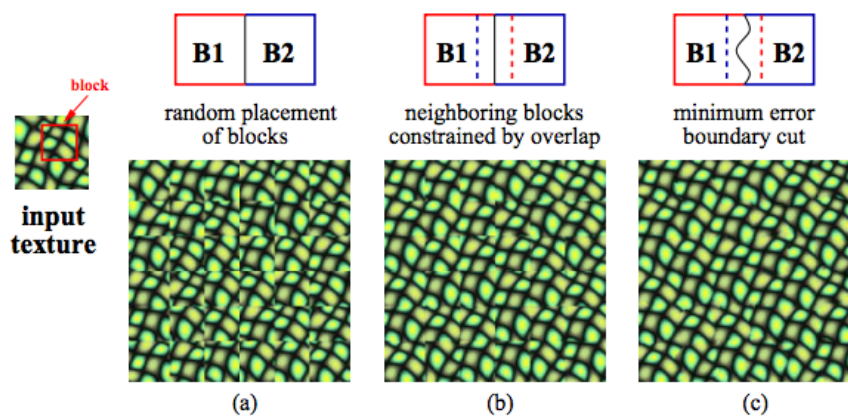 B1 B2
B1 B2
B1 B2
block
random placement
of blocks
neighboring blocks
constrained by overlap
minimum error
boundary cut
input
texture
(a)
(b)
(c)